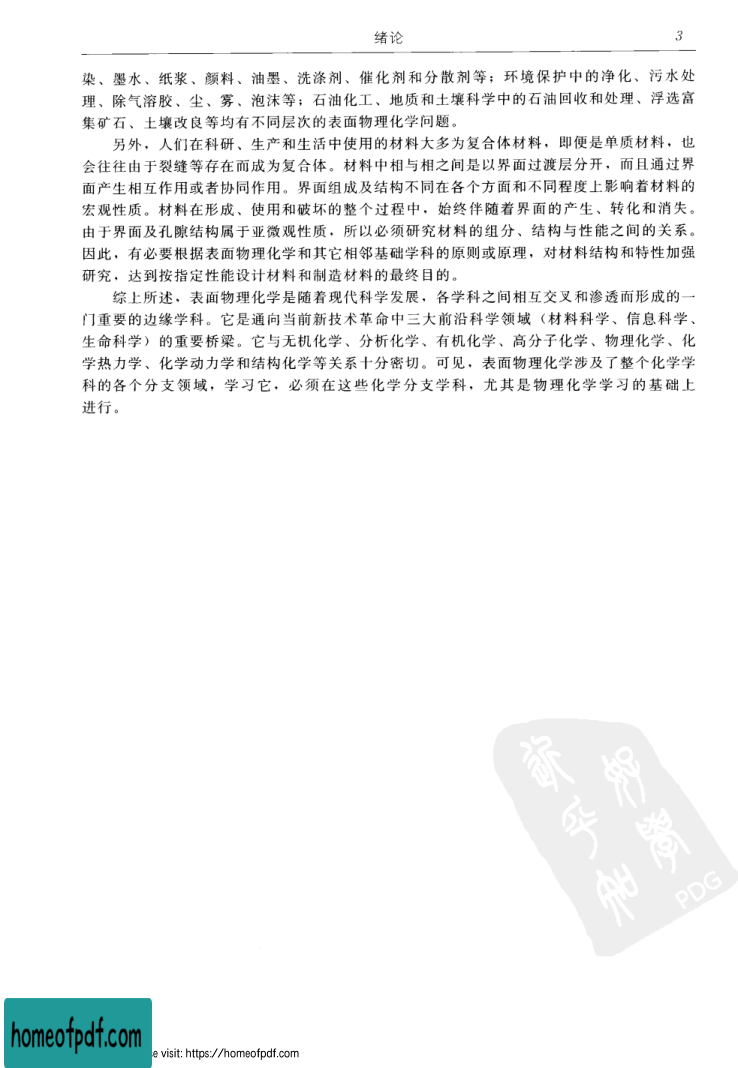 绪论 3
染、墨水、纸浆、颜料、油墨、洗涤剂、催化剂和分散剂等；环境保护中的净化、污水处
理、除气溶胶、尘、雾、泡沫等；石油化工、地质和土壤科学中的石油回收和处理、浮选富
集矿石、土壤改良等均有不同层次的表面物理化学问题。
另外，人们在科研、生产和生活中使用的材料大多为复合体材料，即便是单质材料，也
会往往由于裂缝等存在而成为复合体。材料中相与相之间是以界面过渡层分开，而且通过界
面产生相互作用或者协同作用。界面组成及结构不同在各个方面和不同程度上影响着材料的
宏观性质。材料在形成、使用和破坏的整个过程中，始终伴随着界面的产生、转化和消失。
由于界面及孔隙结构属于亚微观性质，所以必须研究材料的组分、结构与性能之间的关系。
因此，有必要根据表面物理化学和其它相邻基础学科的原则或原理，对材料结构和特性加强
研究，达到按指定性能设计材料和制造材料的最终目的。
综上所述，表面物理化学是随着现代科学发展，各学科之间相互交叉和渗透而形成的一
门重要的边缘学科。它是通向当前新技术革命中三大前沿科学领域（材料科学、信息科学、
生命科学）的重要桥梁。它与无机化学、分析化学、有机化学、高分子化学、物理化学、化
学热力学、化学动力学和结构化学等关系十分密切。可见，表面物理化学涉及了整个化学学
科的各个分支领域，学习它，必须在这些化学分支学科，尤其是物理化学学习的基础上
进行。
PDG
homeofpdf.com
e visit: https://homeofpdf.com